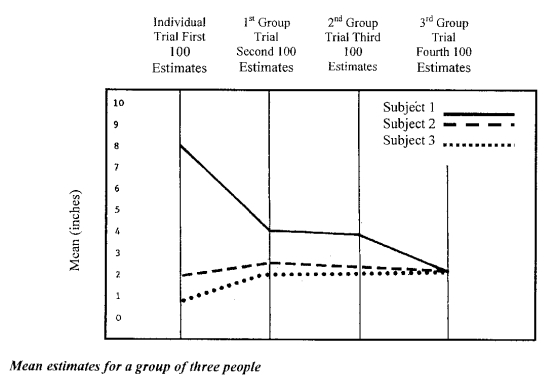 Individual
Trial First
100
Estimates
1st Group
Trial
Second 100
Estimates
2nd Group
Trial Third
100
Estimates
3rd Group
Trial
Fourth 100
Estimates
Subject 1
Subject 2
Subject 3
10
9
8
7
6
5
4
3
2
1
0
Mean (inches)
Mean estimates for a group of three people